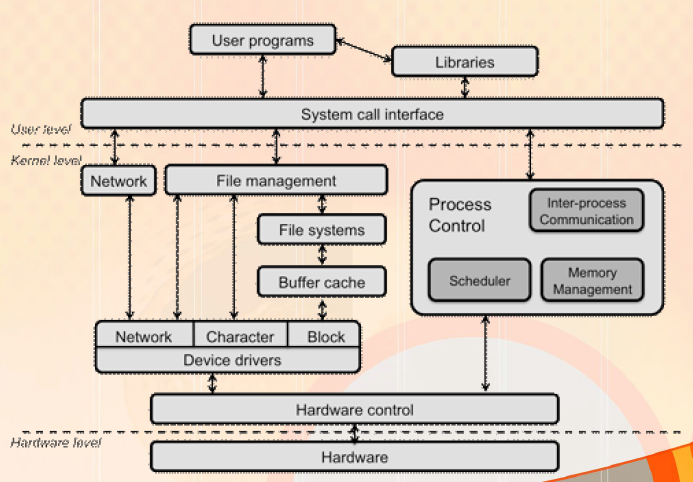 User programs
Libraries
System call interface
User level
Kernel level
Network
File management
Process
Control
Inter-process
Communication
File systems
Buffer cache
Scheduler
Memory
Management
Network Character Block
Device drivers
Hardware control
Hardware level
Hardware